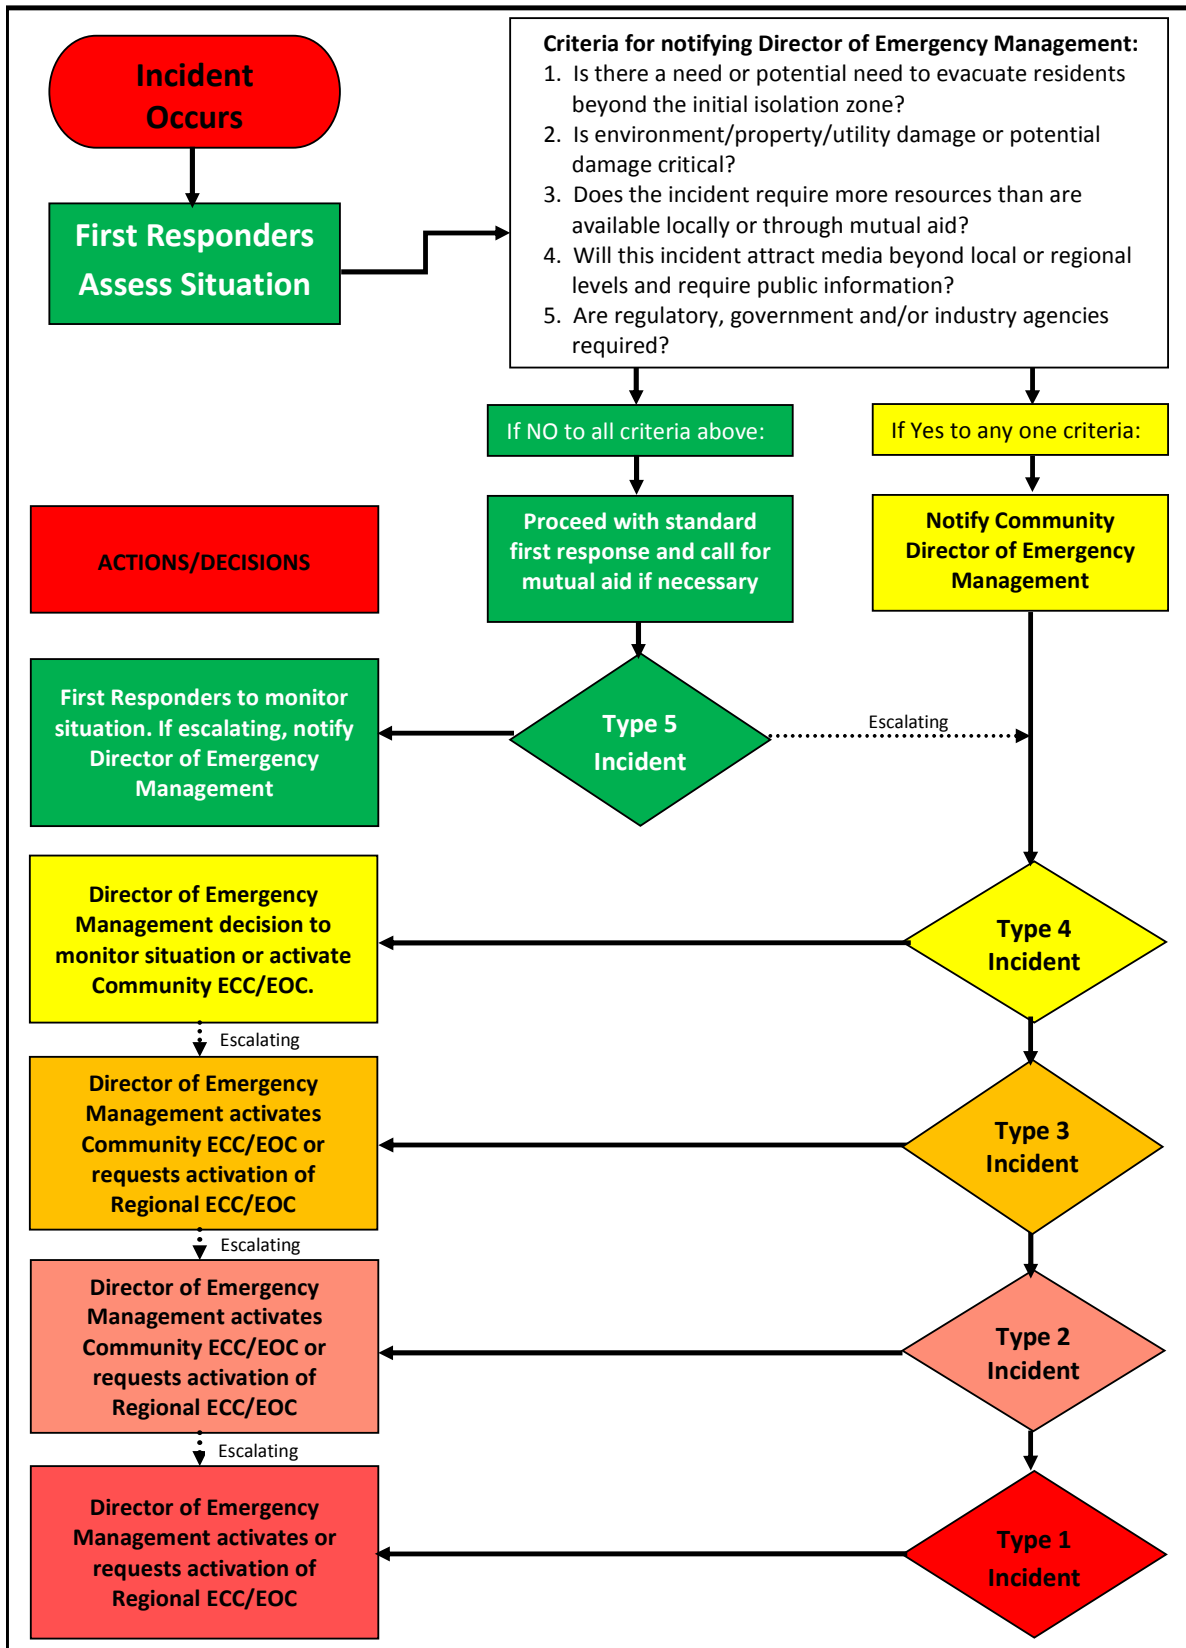 Incident
Occurs
Criteria for notifying Director of Emergency Management:
1. Is there a need or potential need to evacuate residents
beyond the initial isolation zone?
2. Is environment/property/utility damage or potential
damage critical?
3. Does the incident require more resources than are
available locally or through mutual aid?
4. Will this incident attract media beyond local or regional
levels and require public information?
5. Are regulatory, government and/or industry agencies
required?
First Responders
Assess Situation
If NO to all criteria above:
If Yes to any one criteria:
Proceed with standard
first response and call for
mutual aid if necessary
Notify Community
Director of Emergency
Management
ACTIONS/DECISIONS
First Responders to monitor
situation. If escalating, notify
Director of Emergency
Management
Type 5
Incident
Escalating
Director of Emergency
Management decision to
monitor situation or activate
Community ECC/EOC.
Type 4
Incident
Escalating
Director of Emergency
Management activates
Community ECC/EOC or
requests activation of
Regional ECC/EOC
Type 3
Incident
Escalating
Director of Emergency
Management activates
Community ECC/EOC or
requests activation of
Regional ECC/EOC
Type 2
Incident
Escalating
Director of Emergency
Management activates or
requests activation of
Regional ECC/EOC
Type 1
Incident